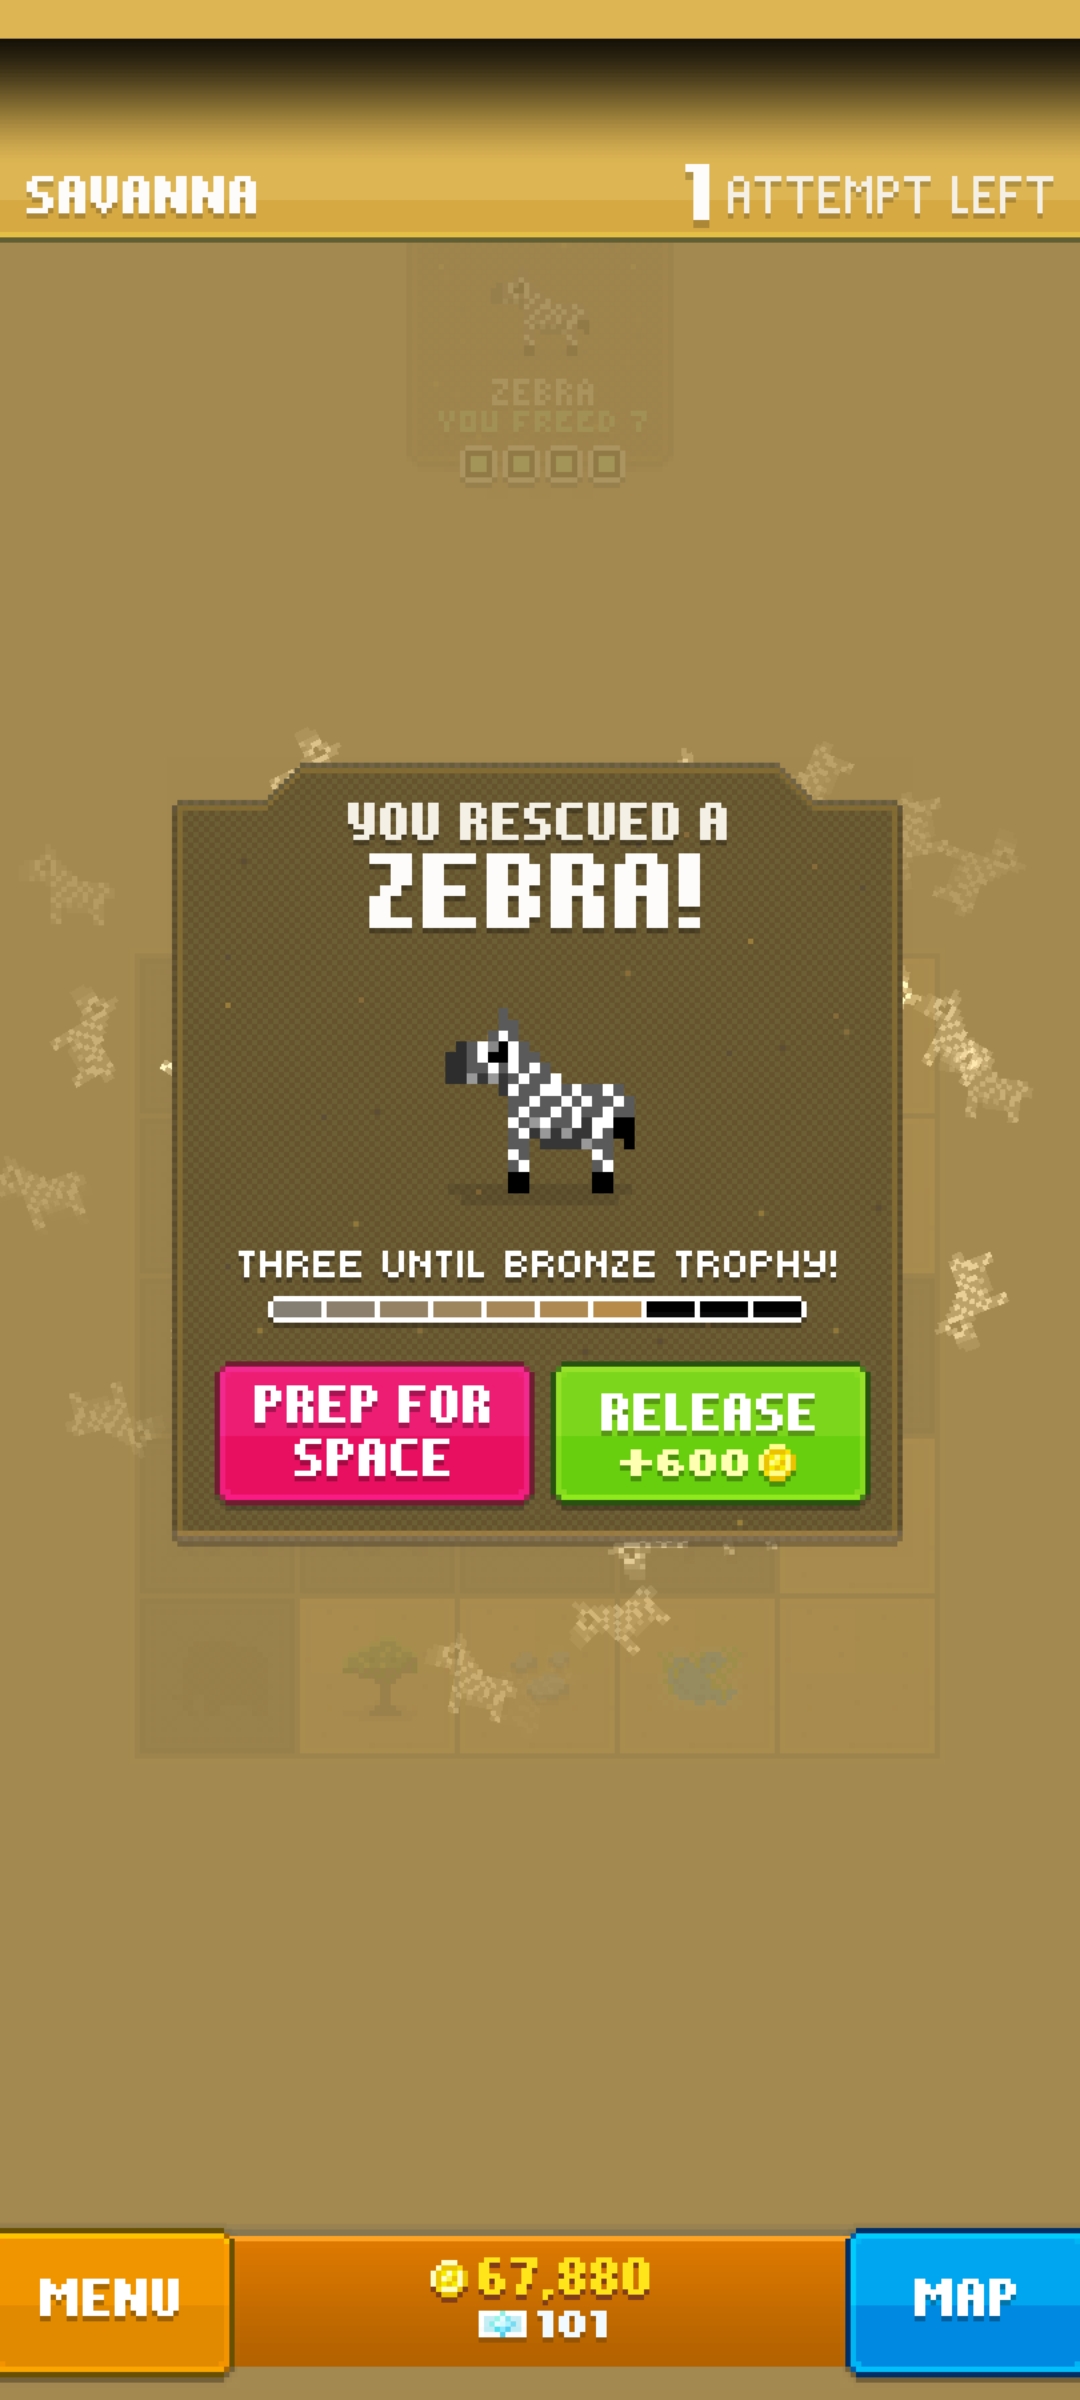 SAVANNA
1 ATTEMPT LEFT
ZEBRA
YOU FREED 7
YOU RESCUED A
ZEBRA!
THREE UNTIL BRONZE TROPHY!
PREP FOR
SPACE
RELEASE
+600
MENU
67,880
101
MAP